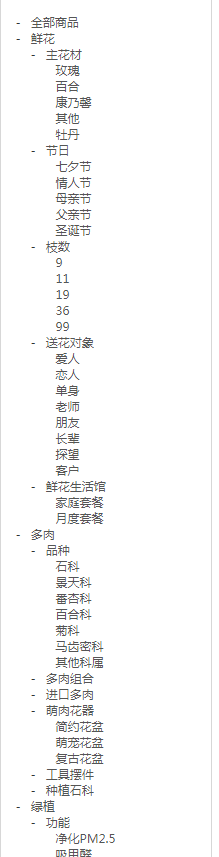 - 全部商品
- 鲜花
- 主花材
玫瑰
百合
康乃馨
其他
牡丹
- 节日
七夕节
情人节
母亲节
父亲节
圣诞节
- 枝数
9
11
19
36
99
- 送花对象
爱人
恋人
单身
老师
朋友
长辈
探望
客户
- 鲜花生活馆
家庭套餐
月度套餐
- 多肉
- 品种
石科
景天科
番杏科
百合科
菊科
马齿密科
其他科属
- 多肉组合
- 进口多肉
- 萌肉花器
简约花盆
萌宠花盆
复古花盆
- 工具摆件
- 种植石科
- 绿植
- 功能
净化PM2.5
吸甲醛